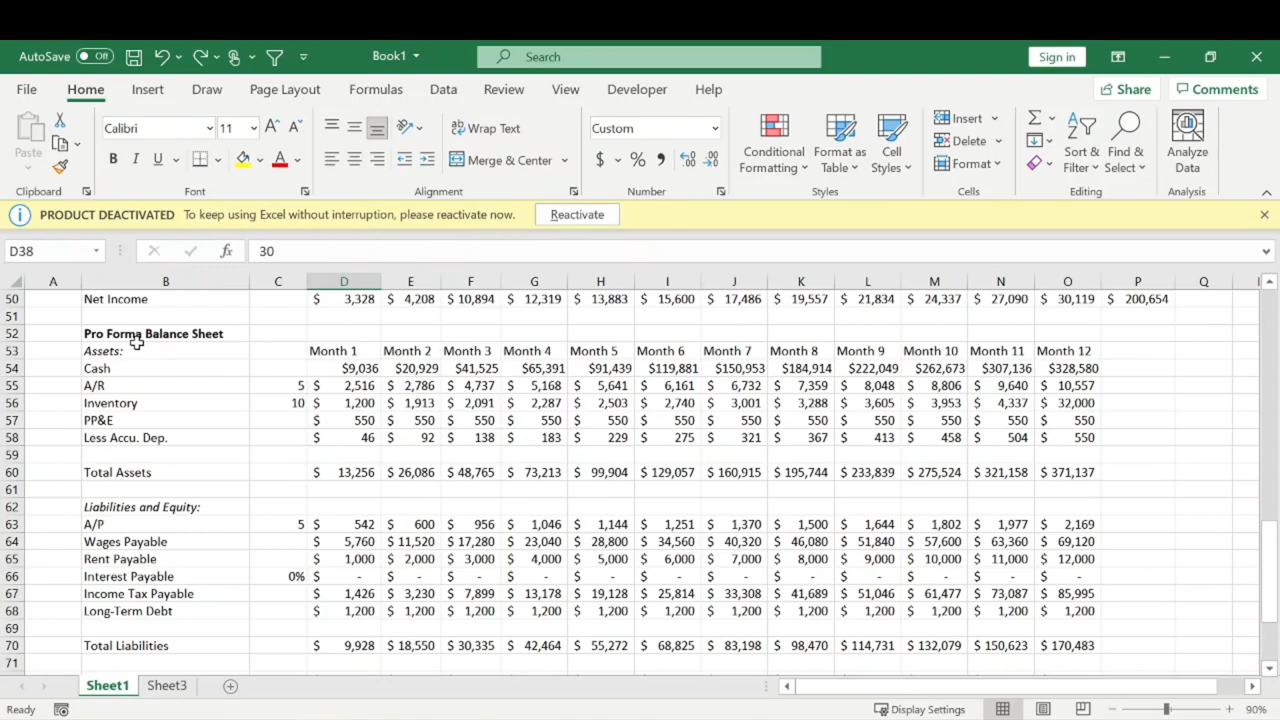 AutoSave Off Book1 Search Sign in
File Home Insert Draw Page Layout Formulas Data Review View Developer Help Share Comments
Paste
Clipboard
Calibri 11
B I U
Font
Wrap Text
Merge & Center
Alignment
Custom
$ % 9
Number
Conditional Formatting
Format as Table
Cell Styles
Styles
Insert
Delete
Format
Cells
Sort & Filter
Find & Select
Editing
Analyze Data
Analysis
PRODUCT DEACTIVATED To keep using Excel without interruption, please reactivate now. Reactivate
D38 fx 30
A B C D E F G H I J K L M N O P Q
50 Net Income $ 3,328 $ 4,208 $ 10,894 $ 12,319 $ 13,883 $ 15,600 $ 17,486 $ 19,557 $ 21,834 $ 24,337 $ 27,090 $ 30,119 $ 200,654
51
52 Pro Forma Balance Sheet
53 Assets: Month 1 Month 2 Month 3 Month 4 Month 5 Month 6 Month 7 Month 8 Month 9 Month 10 Month 11 Month 12
54 Cash $9,036 $20,929 $41,525 $65,391 $91,439 $119,881 $150,953 $184,914 $222,049 $262,673 $307,136 $328,580
55 A/R 5 $ 2,516 $ 2,786 $ 4,737 $ 5,168 $ 5,641 $ 6,161 $ 6,732 $ 7,359 $ 8,048 $ 8,806 $ 9,640 $ 10,557
56 Inventory 10 $ 1,200 $ 1,913 $ 2,091 $ 2,287 $ 2,503 $ 2,740 $ 3,001 $ 3,288 $ 3,605 $ 3,953 $ 4,337 $ 32,000
57 PP&E $ 550 $ 550 $ 550 $ 550 $ 550 $ 550 $ 550 $ 550 $ 550 $ 550 $ 550 $ 550
58 Less Accu. Dep. $ 46 $ 92 $ 138 $ 183 $ 229 $ 275 $ 321 $ 367 $ 413 $ 458 $ 504 $ 550
59
60 Total Assets $ 13,256 $ 26,086 $ 48,765 $ 73,213 $ 99,904 $ 129,057 $ 160,915 $ 195,744 $ 233,839 $ 275,524 $ 321,158 $ 371,137
61
62 Liabilities and Equity:
63 A/P 5 $ 542 $ 600 $ 956 $ 1,046 $ 1,144 $ 1,251 $ 1,370 $ 1,500 $ 1,644 $ 1,802 $ 1,977 $ 2,169
64 Wages Payable $ 5,760 $ 11,520 $ 17,280 $ 23,040 $ 28,800 $ 34,560 $ 40,320 $ 46,080 $ 51,840 $ 57,600 $ 63,360 $ 69,120
65 Rent Payable $ 1,000 $ 2,000 $ 3,000 $ 4,000 $ 5,000 $ 6,000 $ 7,000 $ 8,000 $ 9,000 $ 10,000 $ 11,000 $ 12,000
66 Interest Payable 0% $ - $ - $ - $ - $ - $ - $ - $ - $ - $ - $ - $ -
67 Income Tax Payable $ 1,426 $ 3,230 $ 7,899 $ 13,178 $ 19,128 $ 25,814 $ 33,308 $ 41,689 $ 51,046 $ 61,477 $ 73,087 $ 85,995
68 Long-Term Debt $ 1,200 $ 1,200 $ 1,200 $ 1,200 $ 1,200 $ 1,200 $ 1,200 $ 1,200 $ 1,200 $ 1,200 $ 1,200 $ 1,200
69
70 Total Liabilities $ 9,928 $ 18,550 $ 30,335 $ 42,464 $ 55,272 $ 68,825 $ 83,198 $ 98,470 $ 114,731 $ 132,079 $ 150,623 $ 170,483
71
Sheet1 Sheet3
Ready Display Settings 90%